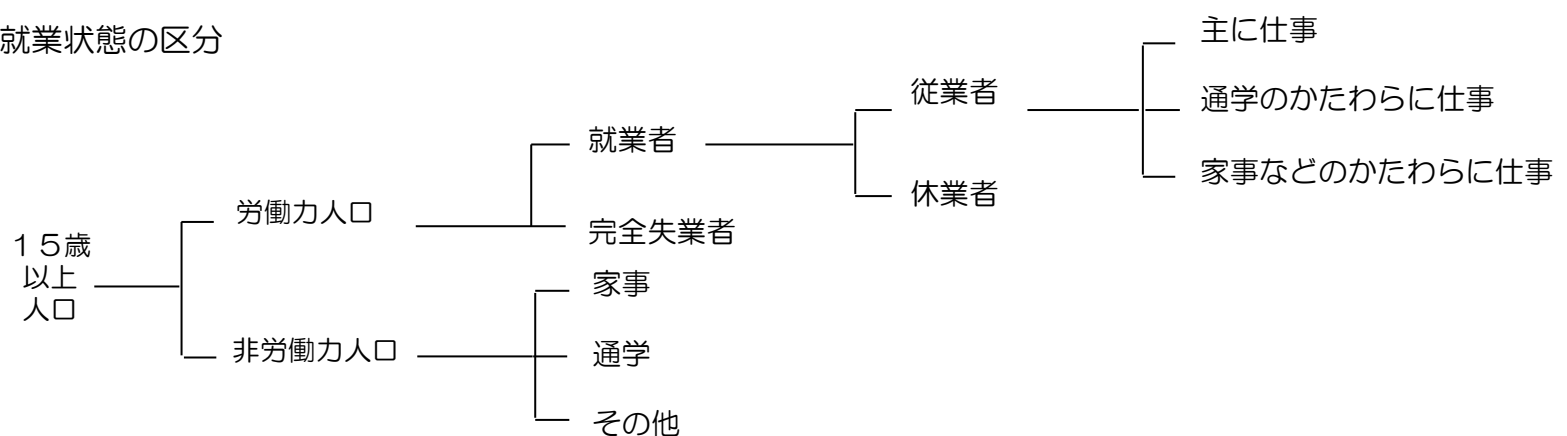 就業状態の区分
主に仕事
従業者
通学のかたわらに仕事
就業者
家事などのかたわらに仕事
休業者
労働力人口
完全失業者
１５歳
以上
人口
家事
非労働力人口
通学
その他